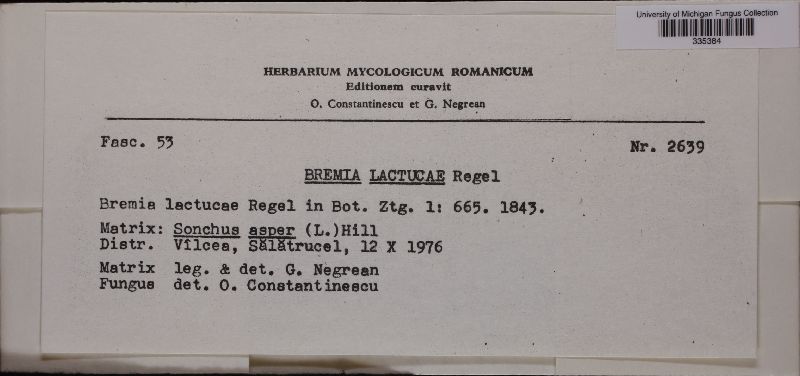 University of Michigan Fungus Collection
335384
HERBARIUM MYCOLOGICUM ROMANICUM
Editionem curavit
O. Constantinescu et G. Negrean
Fasc. 53
Nr. 2639
BREMIA LACTUCAE Regel
Bremia lactucae Regel in Bot. Ztg. 1: 665. 1843.
Matrix: Sonchus asper (L.)Hill
Distr. Vîlcea, Sălătrucel, 12 X 1976
Matrix leg. & det. G. Negrean
Fungus det. O. Constantinescu